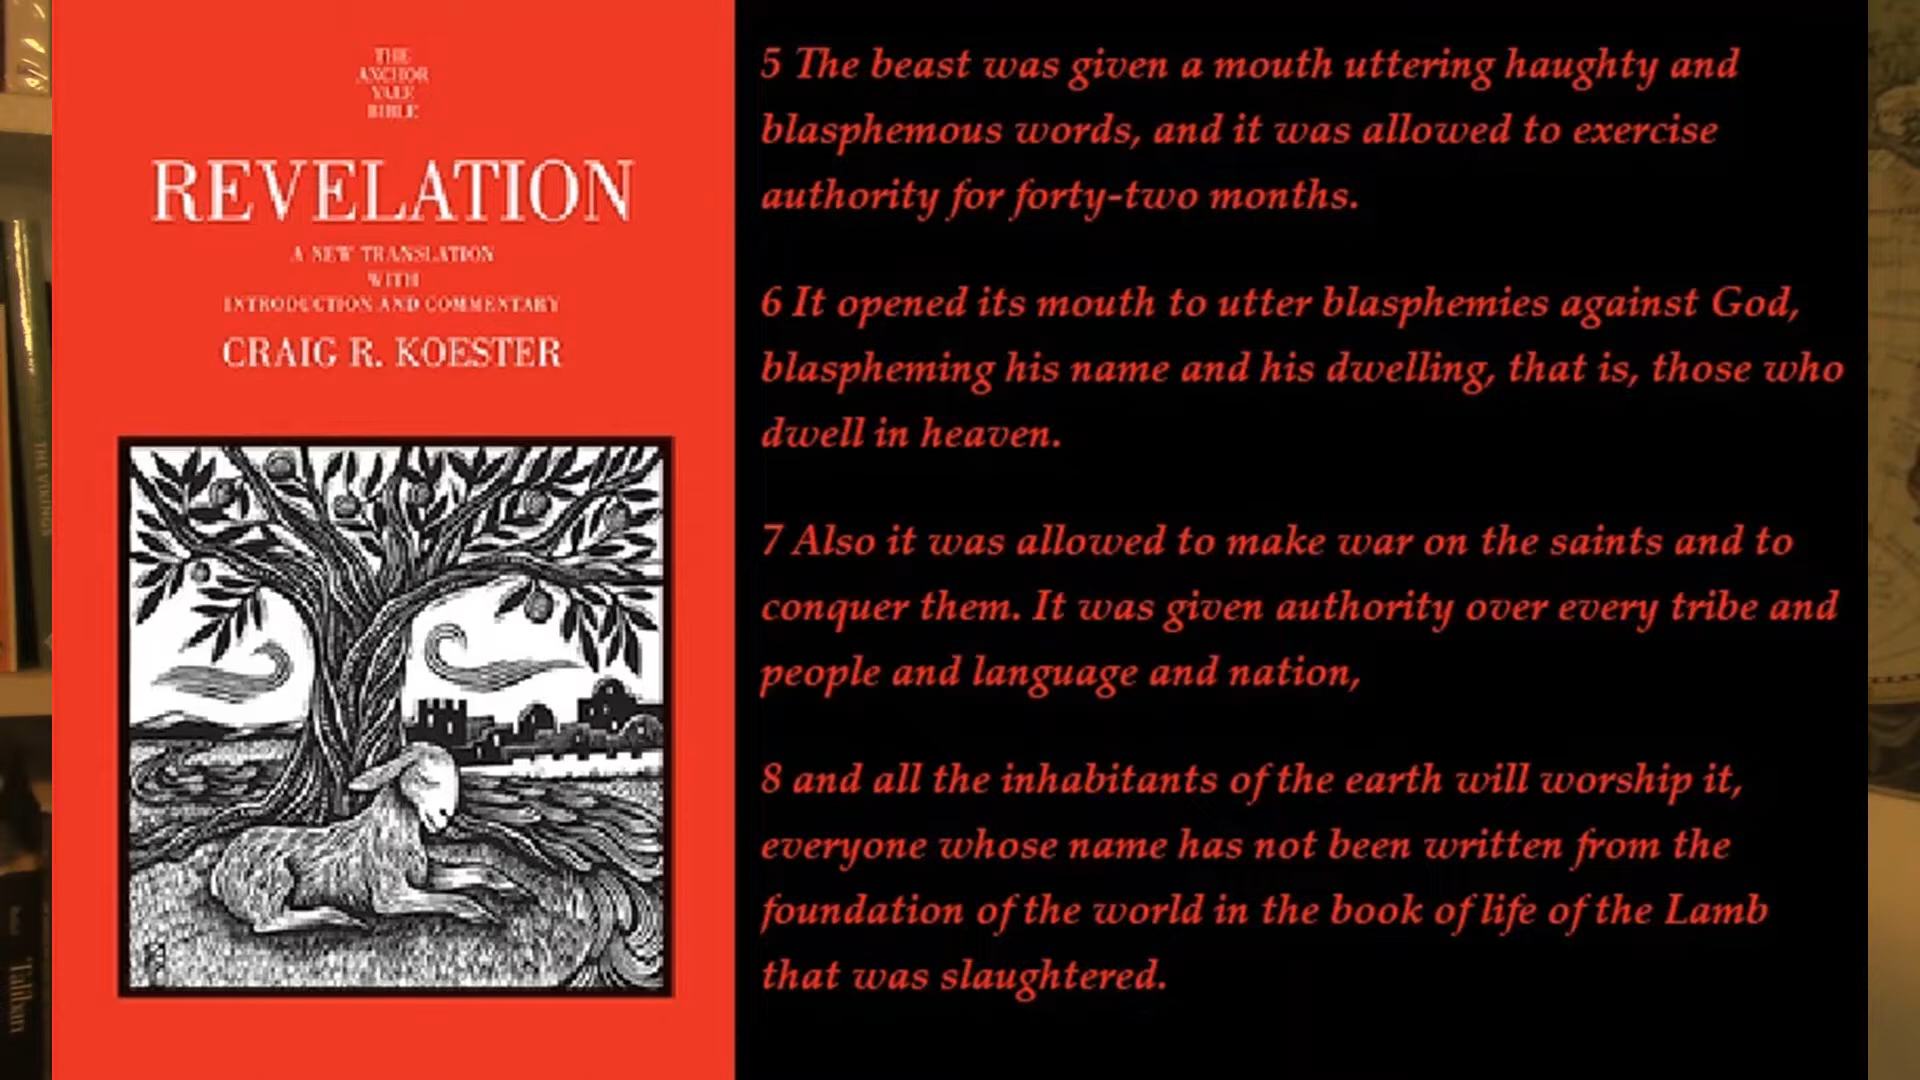 THE
ANCHOR
YALE
BIBLE
REVELATION
A NEW TRANSLATION
WITH
INTRODUCTION AND COMMENTARY
CRAIG R. KOESTER
5 The beast was given a mouth uttering haughty and
blasphemous words, and it was allowed to exercise
authority for forty-two months.
6 It opened its mouth to utter blasphemies against God,
blaspheming his name and his dwelling, that is, those who
dwell in heaven.
7 Also it was allowed to make war on the saints and to
conquer them. It was given authority over every tribe and
people and language and nation,
8 and all the inhabitants of the earth will worship it,
everyone whose name has not been written from the
foundation of the world in the book of life of the Lamb
that was slaughtered.
THE VIKINGS
Taliban